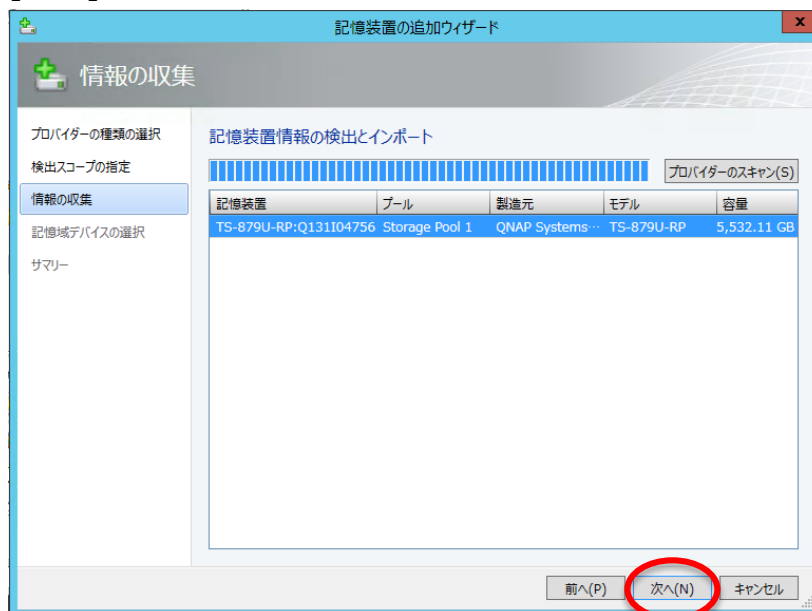 記憶装置の追加ウィザード
x
情報の収集
プロバイダーの種類の選択
検出スコープの指定
情報の収集
記憶域デバイスの選択
サマリー
記憶装置情報の検出とインポート
プロバイダーのスキャン(S)
記憶装置 プール 製造元 モデル 容量
TS-879U-RP:Q131I04756 Storage Pool 1 QNAP Systems… TS-879U-RP 5,532.11 GB
前へ(P) 次へ(N) キャンセル